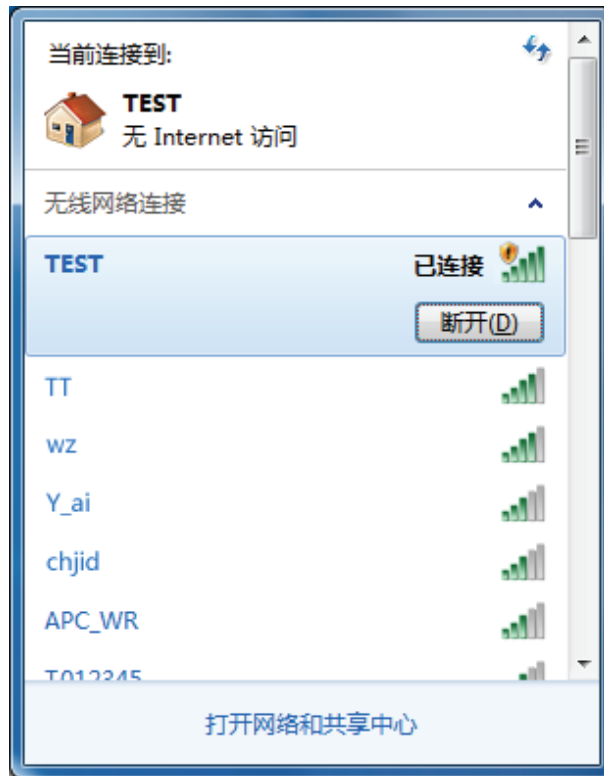 当前连接到:
TEST
无 Internet 访问
无线网络连接
TEST 已连接
断开(D)
TT
wz
Y_ai
chjid
APC_WR
T012345
打开网络和共享中心